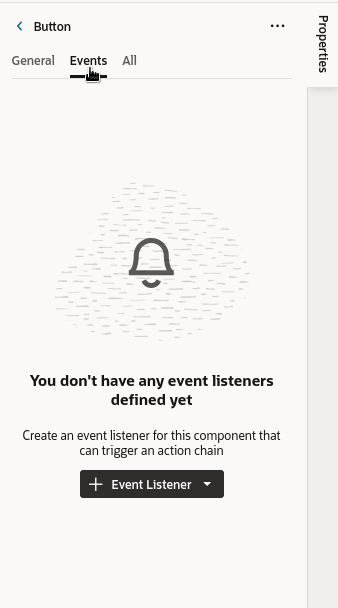 Button
Properties
General Events All
You don't have any event listeners
defined yet
Create an event listener for this component that
can trigger an action chain
Event Listener